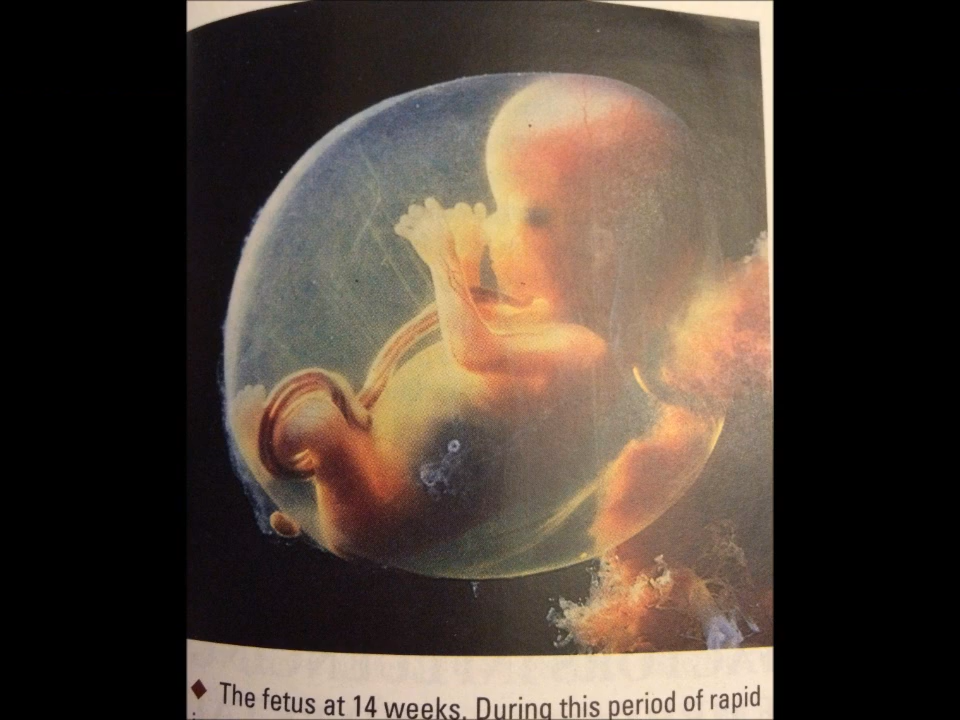 The fetus at 14 weeks. During this period of rapid